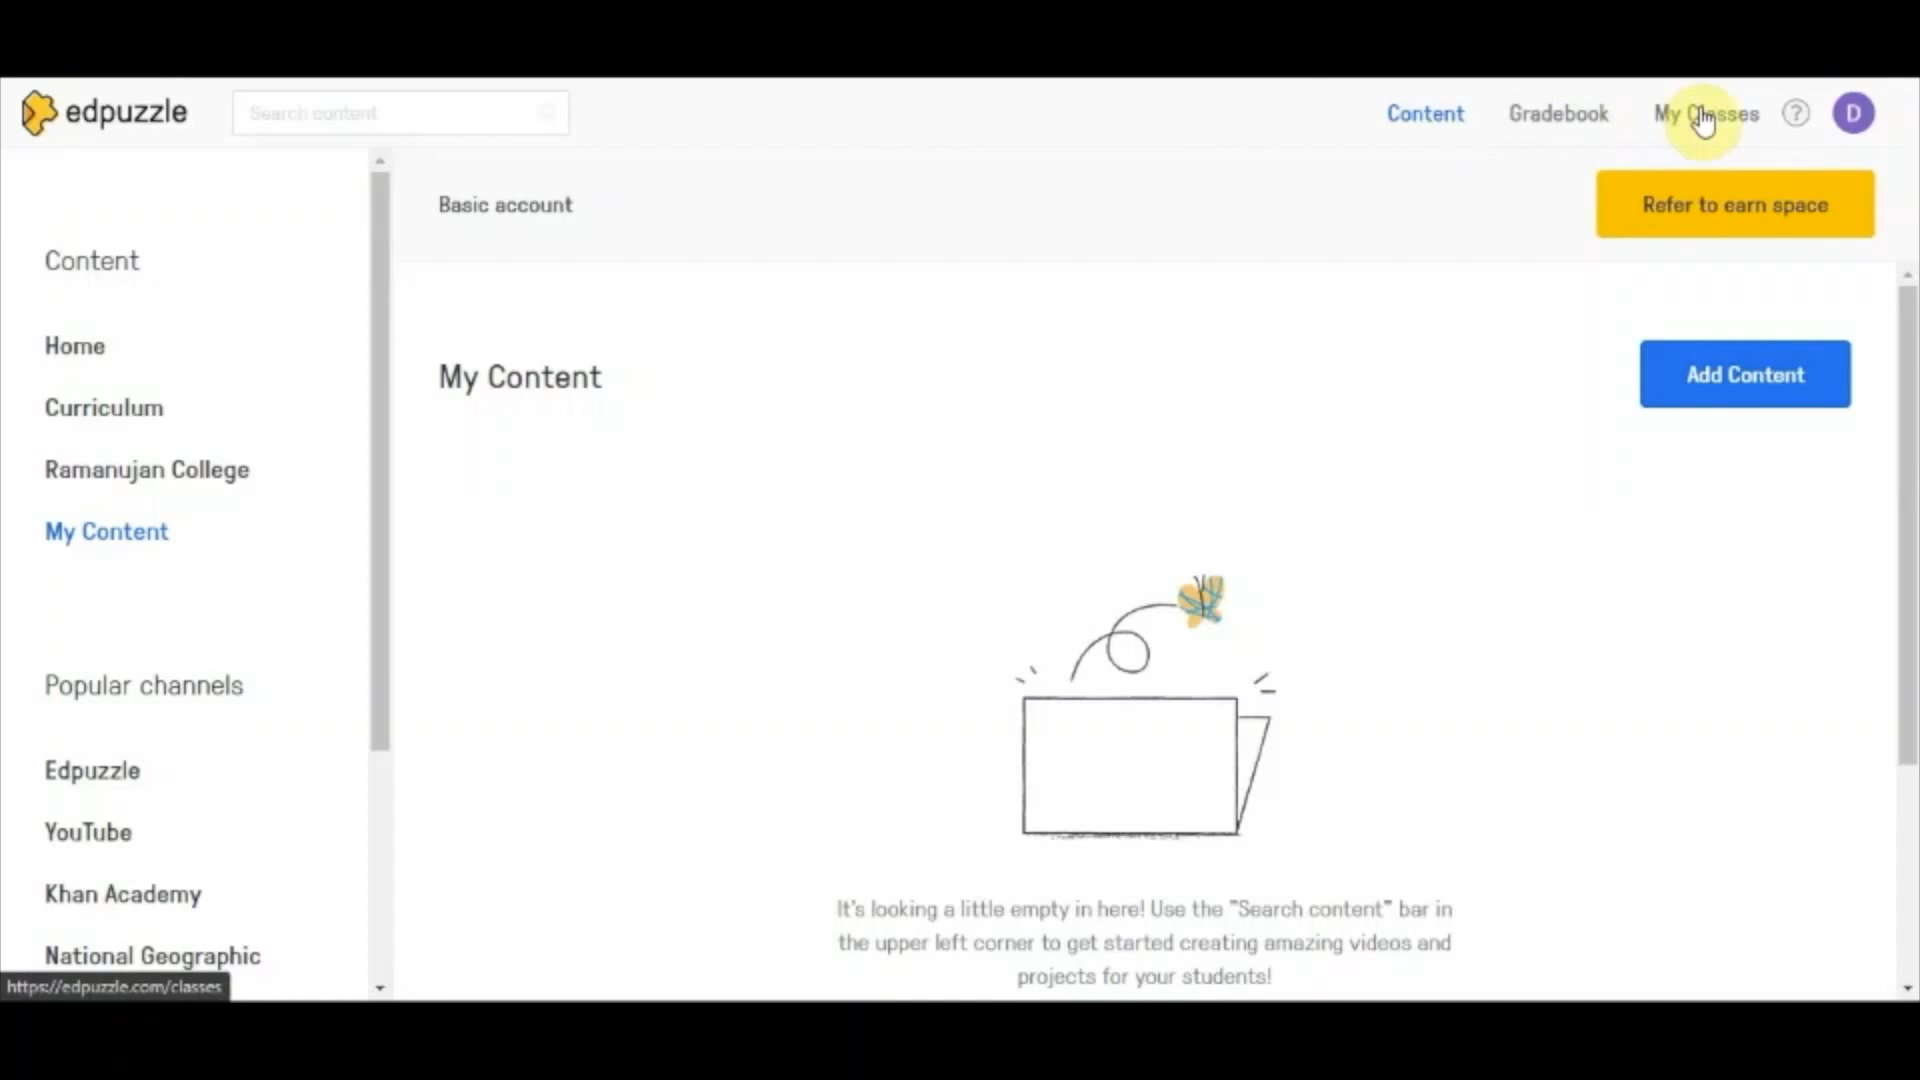 edpuzzle
Search content
Content
Gradebook
My Classes
?
D
Basic account
Refer to earn space
Content
Home
Curriculum
Ramanujan College
My Content
Popular channels
Edpuzzle
YouTube
Khan Academy
National Geographic
https://edpuzzle.com/classes
My Content
Add Content
It's looking a little empty in here! Use the "Search content" bar in
the upper left corner to get started creating amazing videos and
projects for your students!